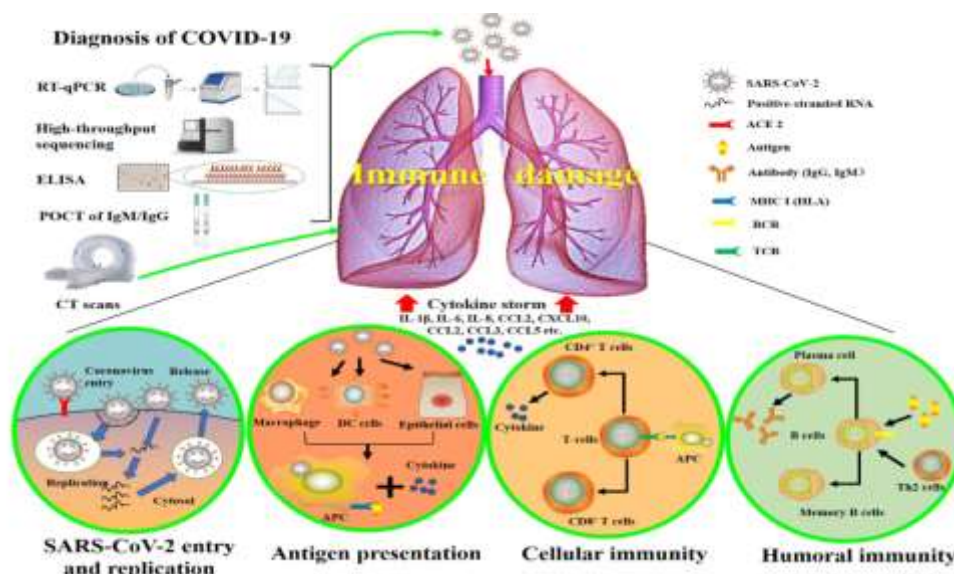 Diagnosis of COVID-19
RT-qPCR
High-throughput
sequencing
ELISA
POCT of IgM/IgG
CT scans
Immune damage
SARS-CoV-2
Positive-stranded RNA
ACE 2
Antigen
Antibody (IgG, IgM)
MHC I (HLA)
BCR
TCR
Cytokine storm
IL-1β, IL-6, IL-8, CCL2, CXCL10,
CCL2, CCL3, CCL5 etc.
Coronavirus
entry
Release
Replication
Cytosol
SARS-CoV-2 entry
and replication
Macrophage
DC cells
Epithelial cells
Cytokine
APC
Antigen presentation
CD4⁺ T cells
Cytokine
T-cells
APC
CD8⁺ T cells
Cellular immunity
Plasma cell
B cells
Th2 cells
Memory B cells
Humoral immunity